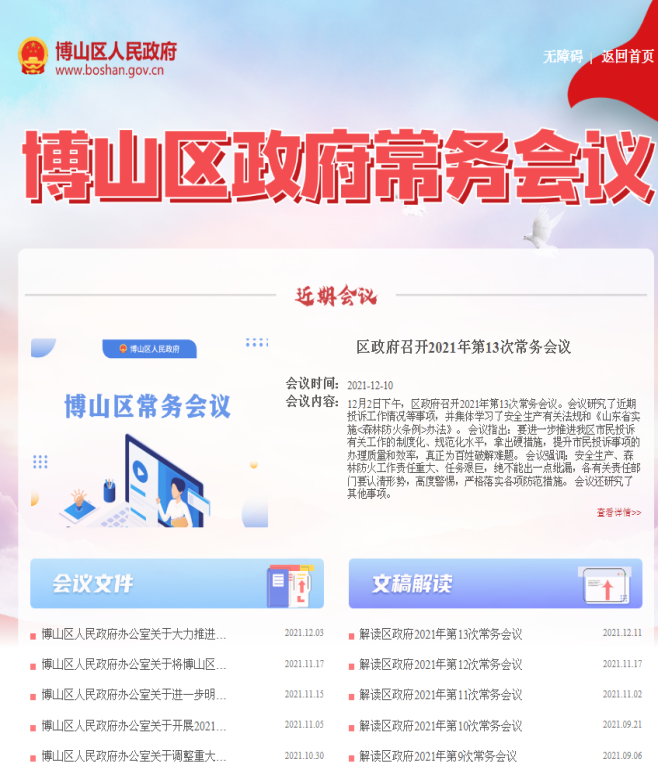 博山区人民政府
www.boshan.gov.cn
无障碍 | 返回首页
博山区政府常务会议
近期会议
博山区人民政府
博山区常务会议
区政府召开2021年第13次常务会议
会议时间: 2021-12-10
会议内容: 12月2日下午，区政府召开2021年第13次常务会议。会议研究了近期
投诉工作情况等事项，并集体学习了安全生产有关法规和《山东省实
施<森林防火条例>办法》。 会议指出：要进一步推进我区市民投诉
有关工作的制度化、规范化水平，拿出硬措施，提升市民投诉事项的
办理质量和效率，真正为百姓破解难题。 会议强调：安全生产、森
林防火工作责任重大、任务艰巨，绝不能出一点纰漏，各有关责任部
门要认清形势，高度警惕，严格落实各项防范措施。 会议还研究了
其他事项。
查看详情>>
会议文件
博山区人民政府办公室关于大力推进... 2021.12.03
博山区人民政府办公室关于将博山区... 2021.11.17
博山区人民政府办公室关于进一步明... 2021.11.15
博山区人民政府办公室关于开展2021... 2021.11.05
博山区人民政府办公室关于调整重大... 2021.10.30
文稿解读
解读区政府2021年第13次常务会议 2021.12.11
解读区政府2021年第12次常务会议 2021.11.17
解读区政府2021年第11次常务会议 2021.11.02
解读区政府2021年第10次常务会议 2021.09.21
解读区政府2021年第9次常务会议 2021.09.06